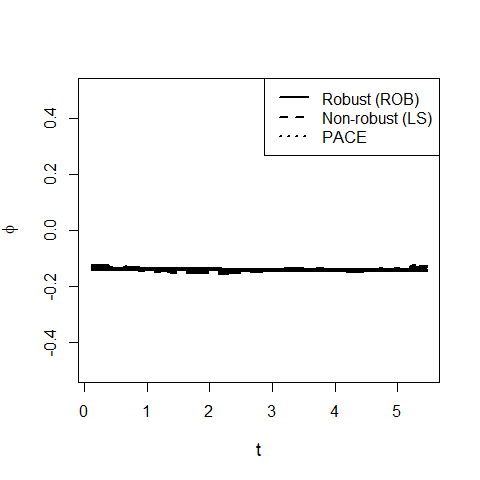 Robust (ROB)
Non-robust (LS)
PACE
0.4
0.2
0.0
-0.2
-0.4
ϕ
0 1 2 3 4 5
t